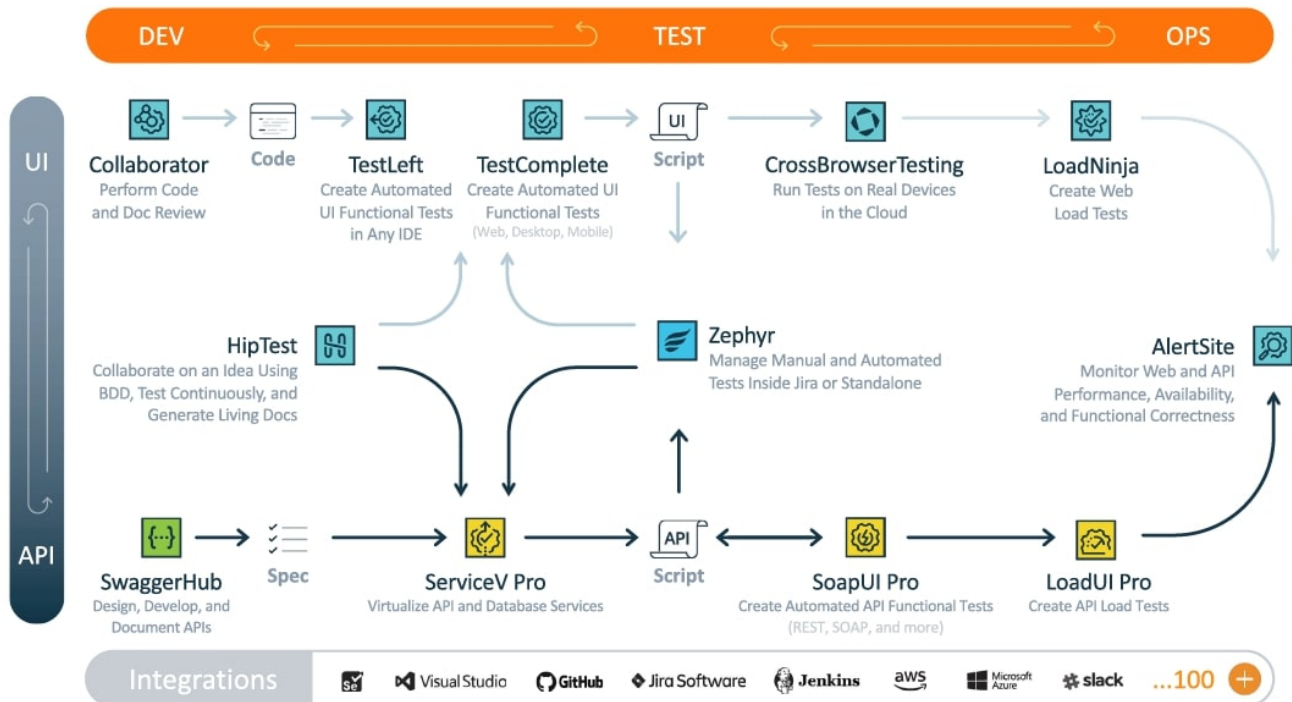 DEV
TEST
OPS
UI
API
Collaborator
Perform Code
and Doc Review
Code
TestLeft
Create Automated
UI Functional Tests
in Any IDE
TestComplete
Create Automated UI
Functional Tests
(Web, Desktop, Mobile)
UI
Script
CrossBrowserTesting
Run Tests on Real Devices
in the Cloud
LoadNinja
Create Web
Load Tests
HipTest
Collaborate on an Idea Using
BDD, Test Continuously, and
Generate Living Docs
Zephyr
Manage Manual and Automated
Tests Inside Jira or Standalone
AlertSite
Monitor Web and API
Performance, Availability,
and Functional Correctness
SwaggerHub
Design, Develop, and
Document APIs
Spec
ServiceV Pro
Virtualize API and Database Services
API
Script
SoapUI Pro
Create Automated API Functional Tests
(REST, SOAP, and more)
LoadUI Pro
Create API Load Tests
Integrations
Se
Visual Studio
GitHub
Jira Software
Jenkins
aws
Microsoft
Azure
slack
...100 +